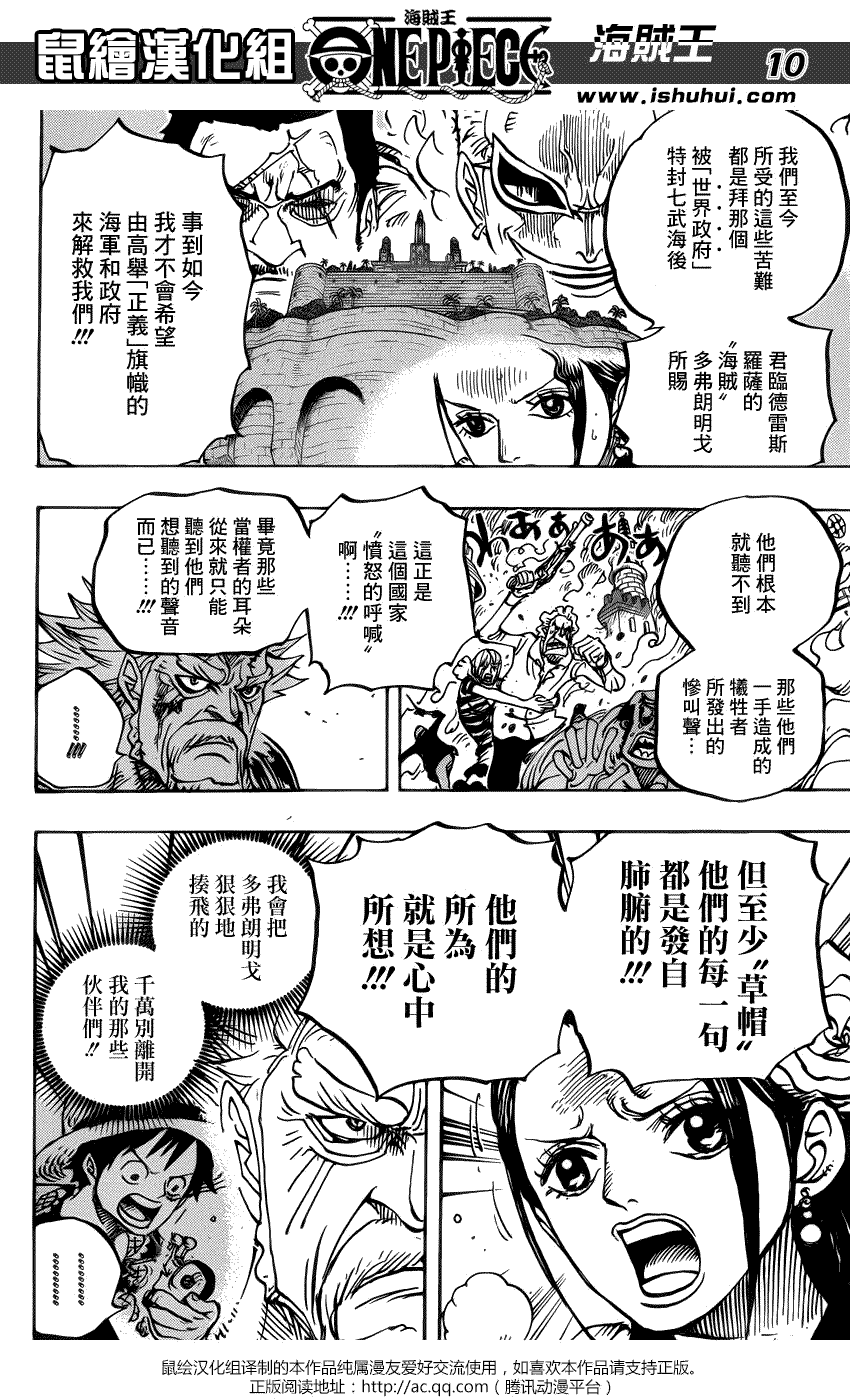 鼠繪漢化組
海賊王
ONE PIECE
海賊王
10
www.ishuhui.com
我們至今
所受的這些苦難
都是拜那個
被「世界政府」
特封七武海後
君臨德雷斯
羅薩的
〝海賊〞
多弗朗明戈
所賜
事到如今
我才不會希望
由高舉「正義」旗幟的
海軍和政府
來解救我們!!!
他們根本
就聽不到
那些他們
一手造成的
犧牲者
所發出的
慘叫聲…
わあぁ
あぁ
這正是
這個國家
〝憤怒的呼喊〞
啊……!!!
畢竟那些
當權者的耳朵
從來就只能
聽到他們
想聽到的聲音
而已……!!!
………!!!
但至少〝草帽〞
他們的每一句
都是發自
肺腑的!!!
他們的
所為
就是心中
所想!!!
我會把
多弗朗明戈
狠狠地
揍飛的
千萬別離開
我的那些
伙伴們!!
…………
…………
鼠绘汉化组译制的本作品纯属漫友爱好交流使用，如喜欢本作品请支持正版。
正版阅读地址：http://ac.qq.com（腾讯动漫平台）